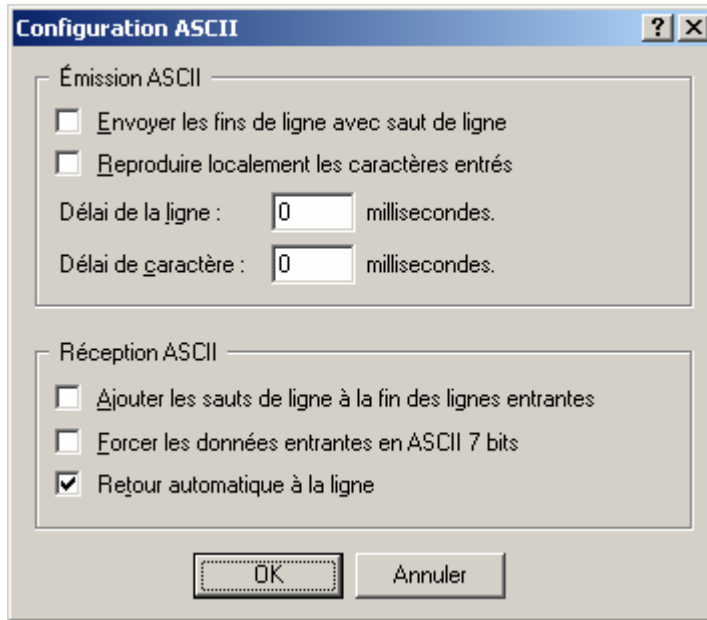 Configuration ASCII
Émission ASCII
Envoyer les fins de ligne avec saut de ligne
Reproduire localement les caractères entrés
Délai de la ligne : 0 millisecondes.
Délai de caractère : 0 millisecondes.
Réception ASCII
Ajouter les sauts de ligne à la fin des lignes entrantes
Forcer les données entrantes en ASCII 7 bits
Retour automatique à la ligne
OK Annuler